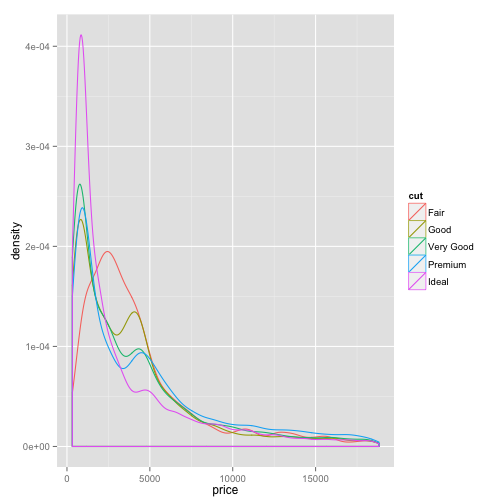 4e-04
3e-04
2e-04
1e-04
0e+00
density
0
5000
10000
15000
price
cut
Fair
Good
Very Good
Premium
Ideal